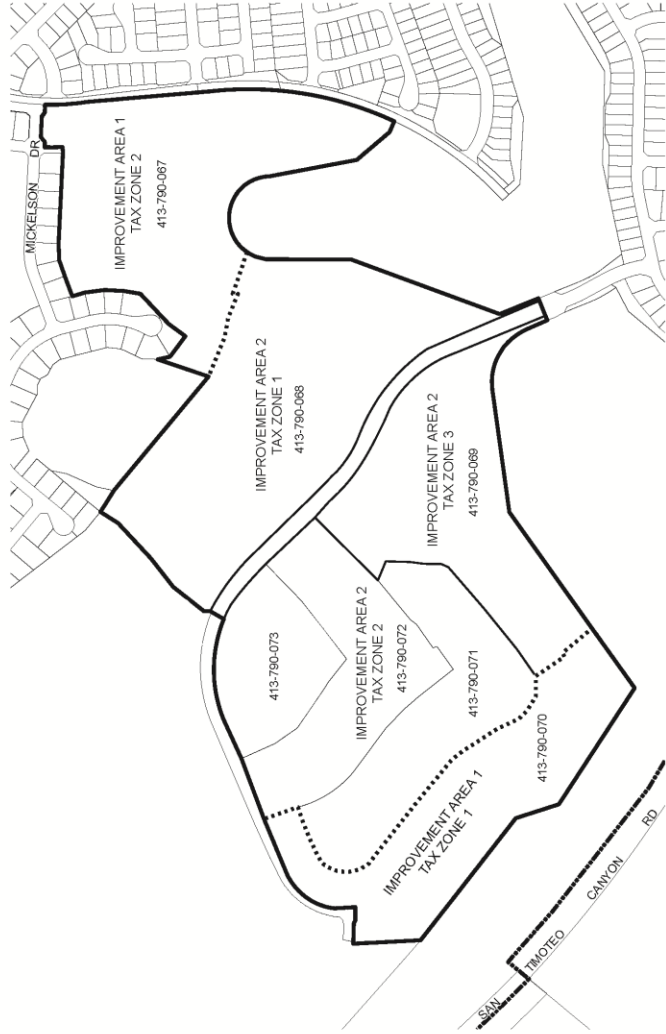 MICKELSON DR
IMPROVEMENT AREA 1
TAX ZONE 2
413-790-067
IMPROVEMENT AREA 2
TAX ZONE 1
413-790-068
IMPROVEMENT AREA 2
TAX ZONE 3
413-790-069
413-790-073
IMPROVEMENT AREA 2
TAX ZONE 2
413-790-072
413-790-071
413-790-070
IMPROVEMENT AREA 1
TAX ZONE 1
SAN TIMOTEO CANYON RD